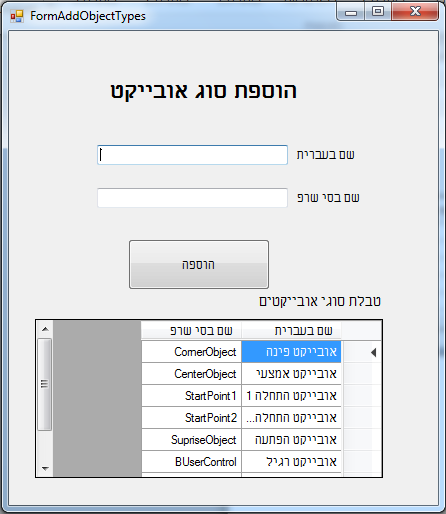 FormAddObjectTypes
הוספת סוג אובייקט
שם בעברית
שם בסי שרפ
הוספה
טבלת סוגי אובייקטים
שם בעברית שם בסי שרפ
אובייקט פינה CornerObject
אובייקט אמצעי CenterObject
אובייקט התחלה 1 StartPoint1
אובייקט התחלה... StartPoint2
אובייקט הפתעה SupriseObject
אובייקט רגיל BUserControl